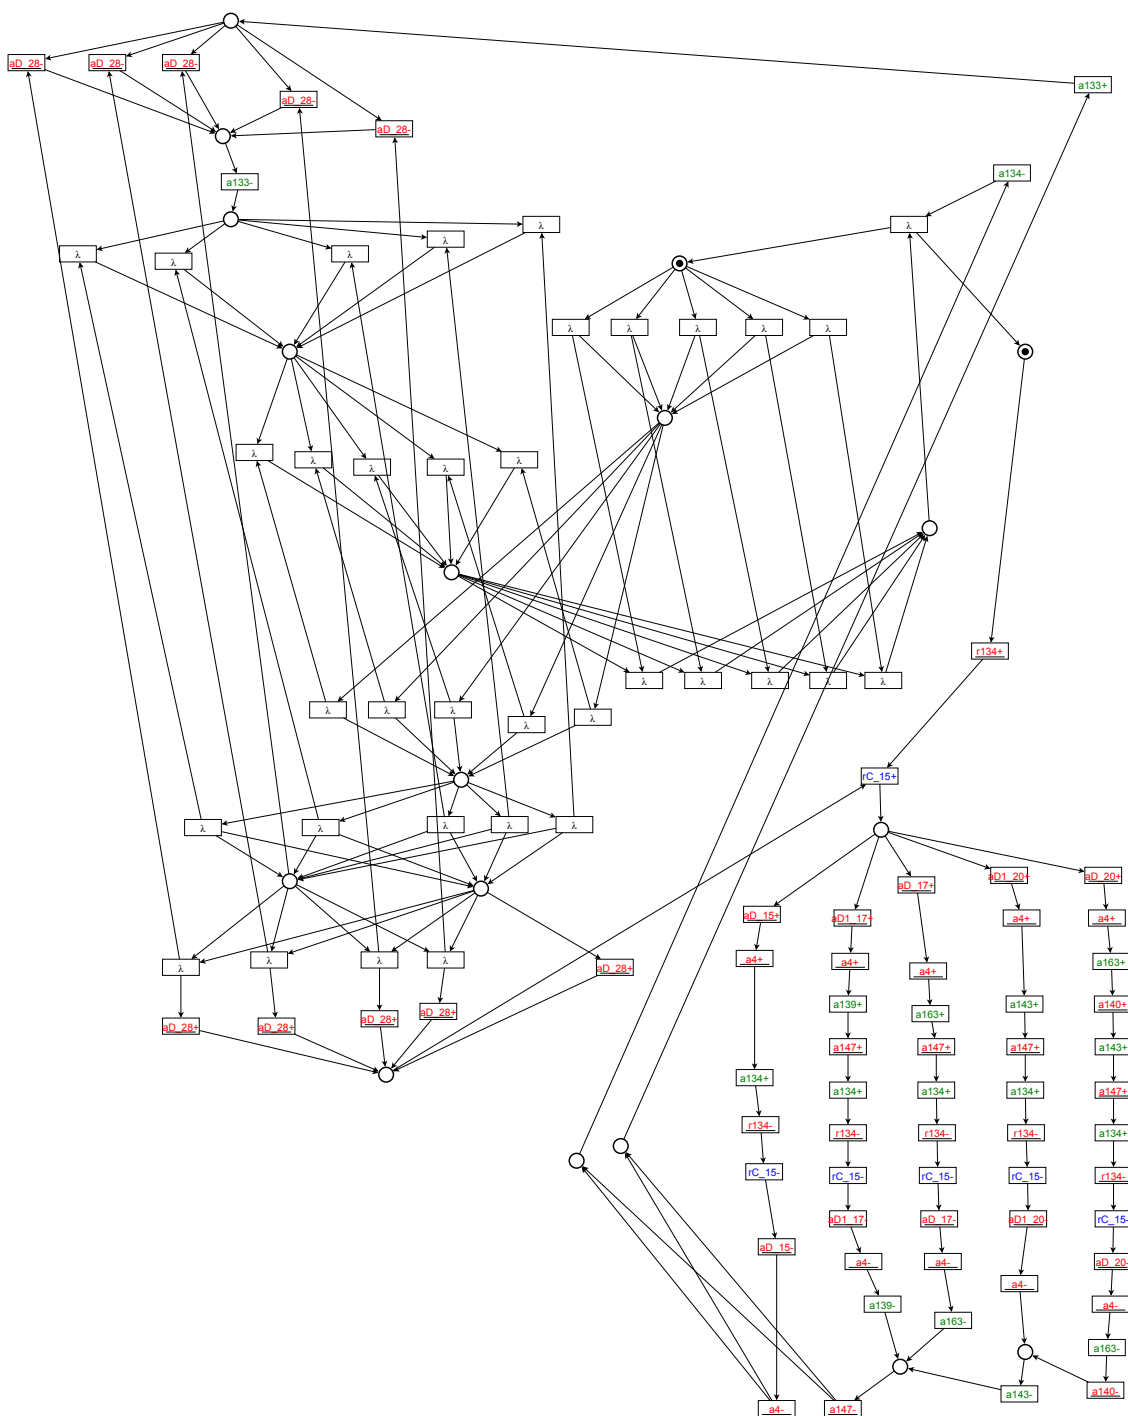 aD_28- aD_28- aD_28-
a133+
aD_28-
aD_28-
a134-
a133-
λ λ
λ
λ λ λ
λ λ λ λ λ
λ λ λ λ λ
r134+
λ λ λ λ λ
λ λ λ λ λ
rC_15+
λ λ λ λ λ
aD1_20+ aD_20+
aD_17+
aD_15+ aD1_17+ a4+ a4+
λ λ λ λ a4+ a4+ a163+
aD_28+ a4+
a139+ a143+ a140+
aD_28+ aD_28+ aD_28+ aD_28+ a163+
a147+ a147+ a147+ a143+
a134+ a134+ a134+ a134+ a147+
r134- r134- r134- r134- a134+
rC_15- rC_15- rC_15- rC_15- r134-
aD1_17- aD_17- aD1_20- rC_15-
aD_15- a4- a4- aD_20-
a4- a4-
a139- a163- a163-
a4- a147- a143- a140-